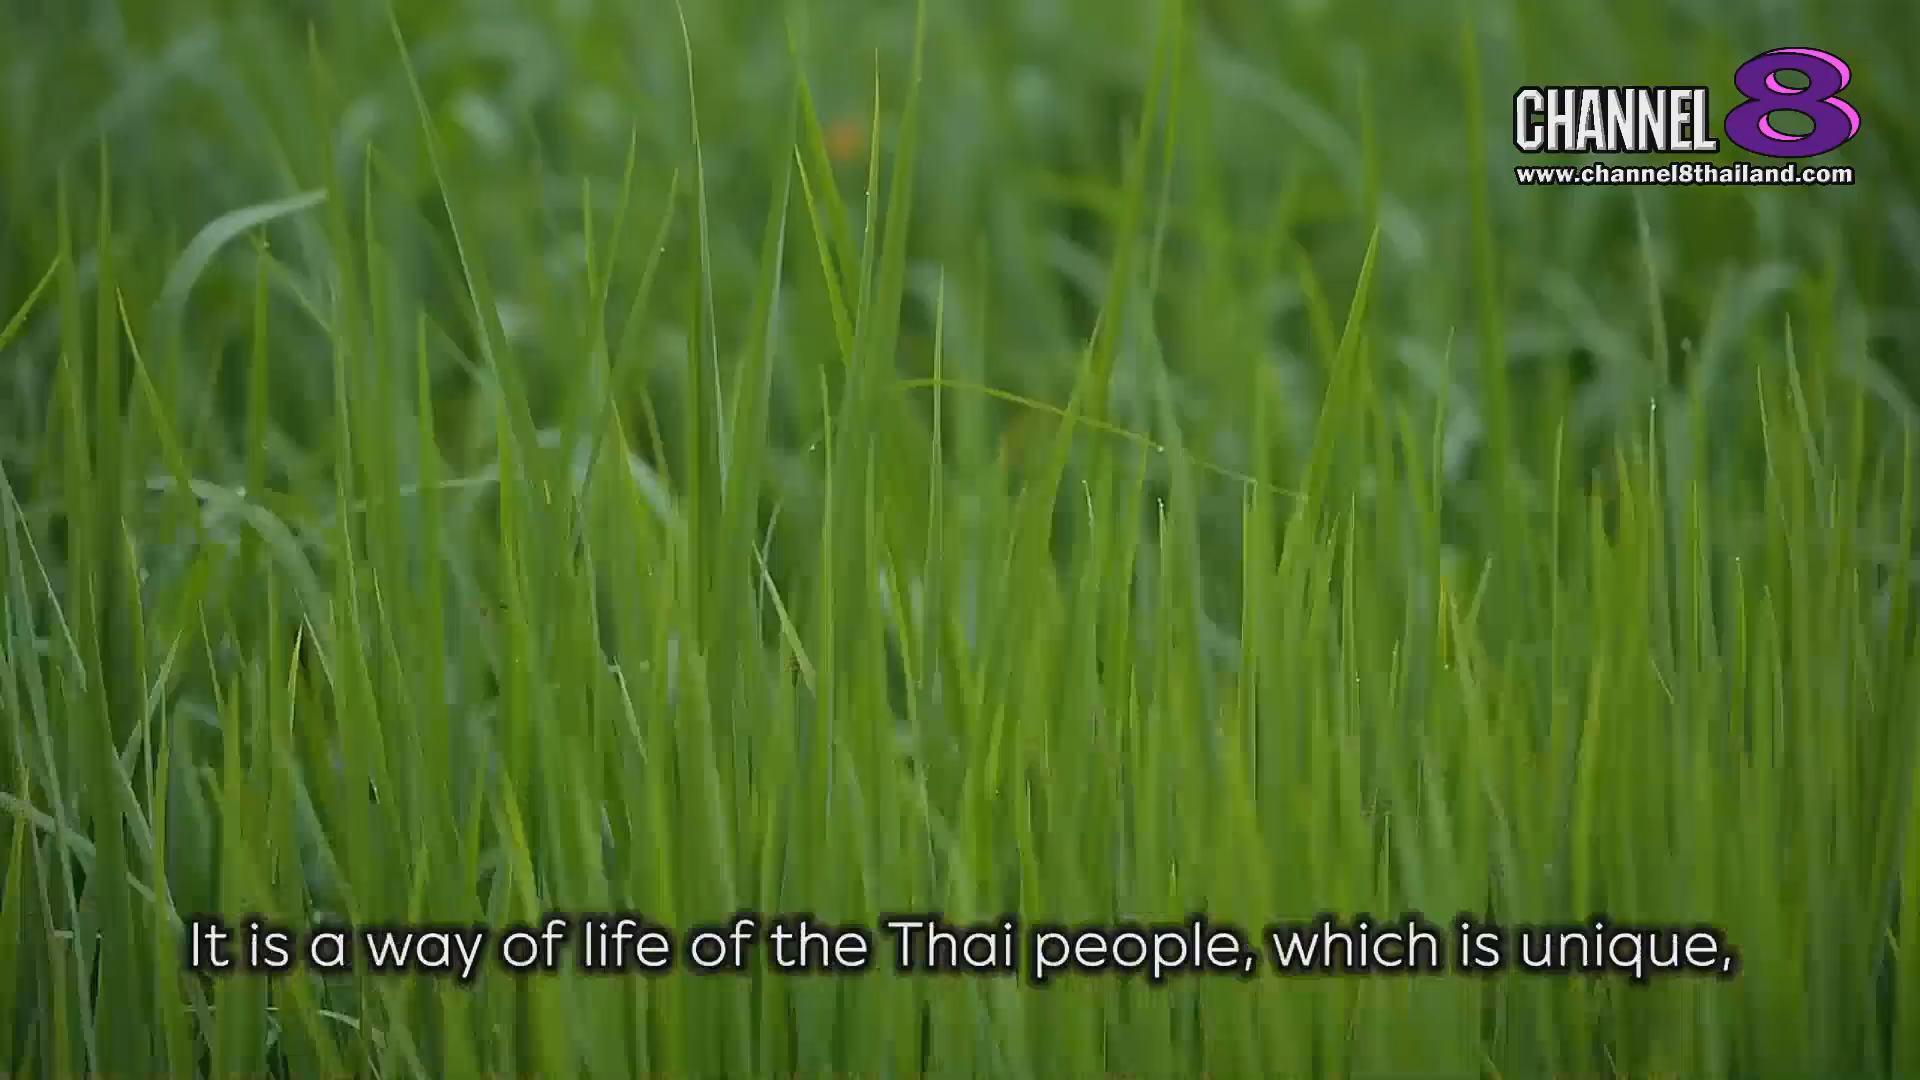 CHANNEL 8
www.channel8thailand.com
It is a way of life of the Thai people, which is unique,